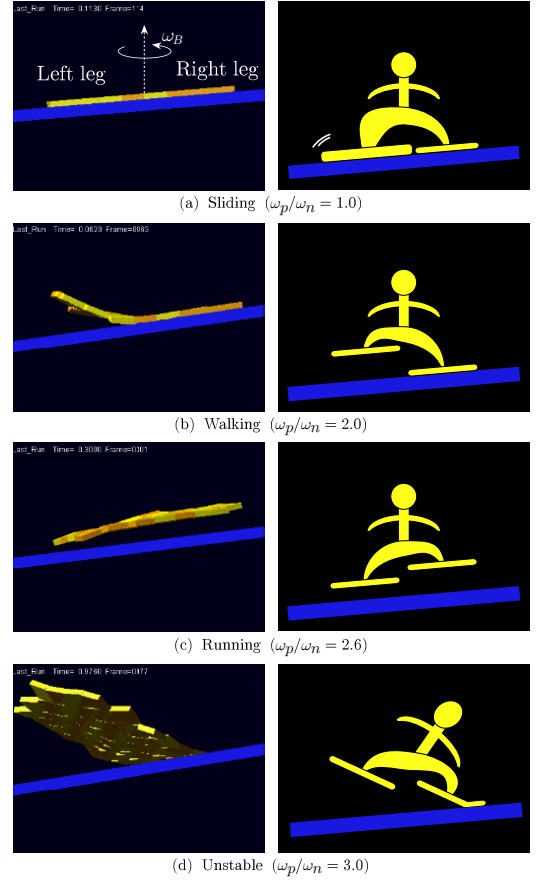 Last_Run Time= 0.1130 Frame=114
ω_B
Left leg
Right leg
(a) Sliding (ω_p/ω_n = 1.0)
Last_Run Time= 0.0620 Frame=0063
(b) Walking (ω_p/ω_n = 2.0)
Last_Run Time= 0.3000 Frame=0301
(c) Running (ω_p/ω_n = 2.6)
Last_Run Time= 0.9760 Frame=0977
(d) Unstable (ω_p/ω_n = 3.0)